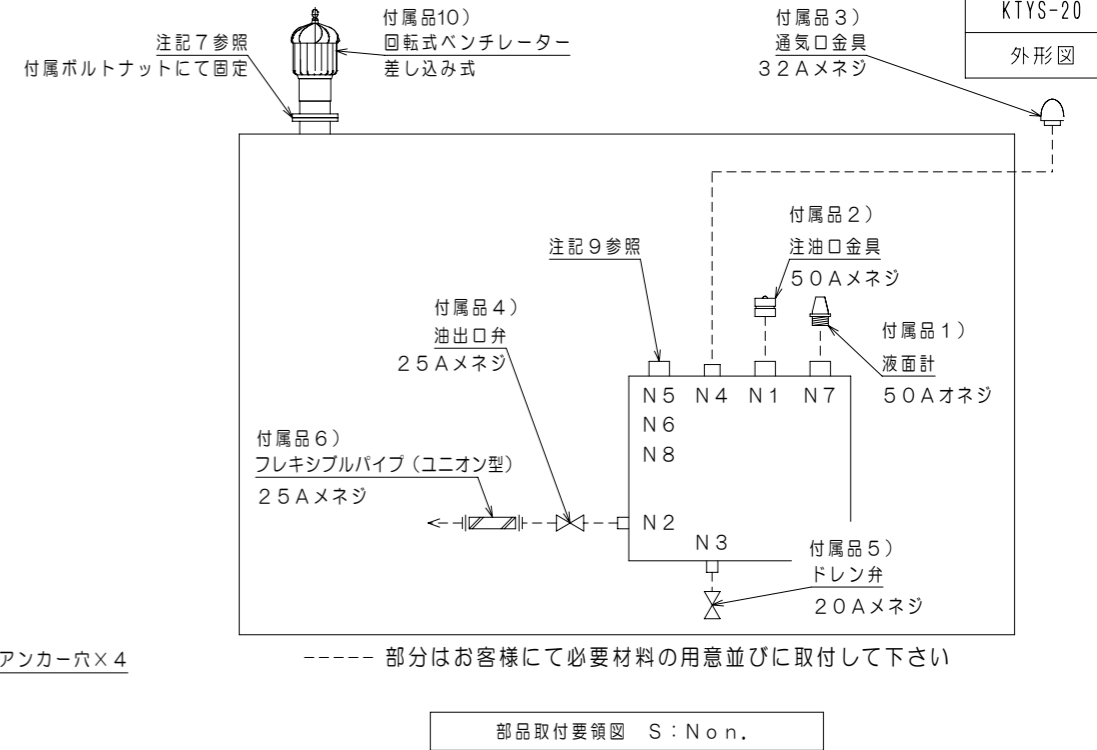 KTYS-20
外形図
注記7参照
付属ボルトナットにて固定
付属品10)
回転式ベンチレーター
差し込み式
付属品3)
通気口金具
32Aメネジ
注記9参照
付属品2)
注油口金具
50Aメネジ
付属品4)
油出口弁
25Aメネジ
付属品1)
液面計
50Aオネジ
N5 N4 N1 N7
N6
N8
付属品6)
フレキシブルパイプ(ユニオン型)
25Aメネジ
N2
N3
付属品5)
ドレン弁
20Aメネジ
アンカー穴×4
----- 部分はお客様にて必要材料の用意並びに取付して下さい
部品取付要領図 S:Non.